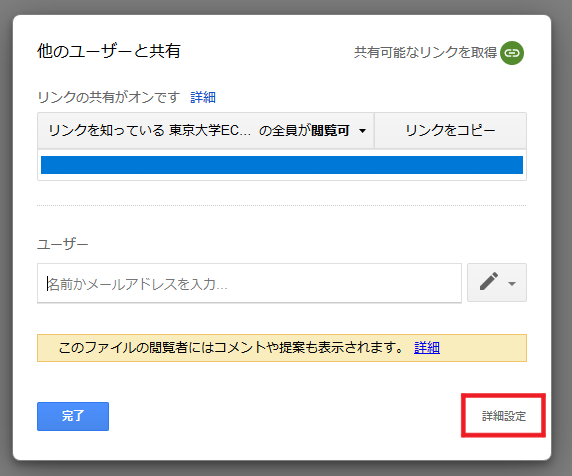 他のユーザーと共有
共有可能なリンクを取得
リンクの共有がオンです 詳細
リンクを知っている 東京大学EC... の全員が閲覧可
リンクをコピー
ユーザー
名前かメールアドレスを入力...
このファイルの閲覧者にはコメントや提案も表示されます。 詳細
完了
詳細設定